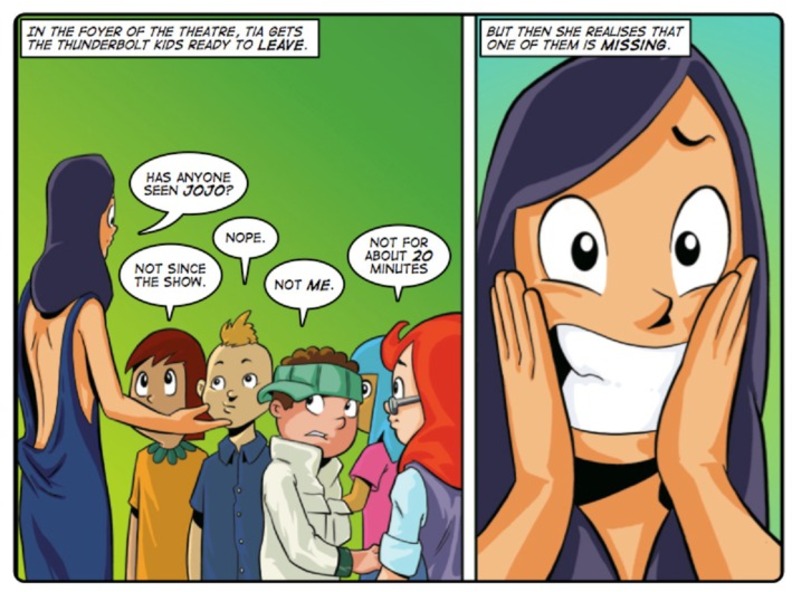 IN THE FOYER OF THE THEATRE, TIA GETS
THE THUNDERBOLT KIDS READY TO LEAVE.
HAS ANYONE
SEEN JOJO?
NOT SINCE
THE SHOW.
NOPE.
NOT ME.
NOT FOR
ABOUT 20
MINUTES
BUT THEN SHE REALISES THAT
ONE OF THEM IS MISSING.